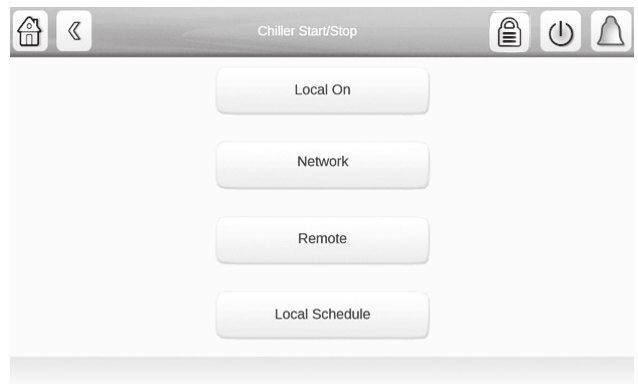 Chiller Start/Stop
Local On
Network
Remote
Local Schedule